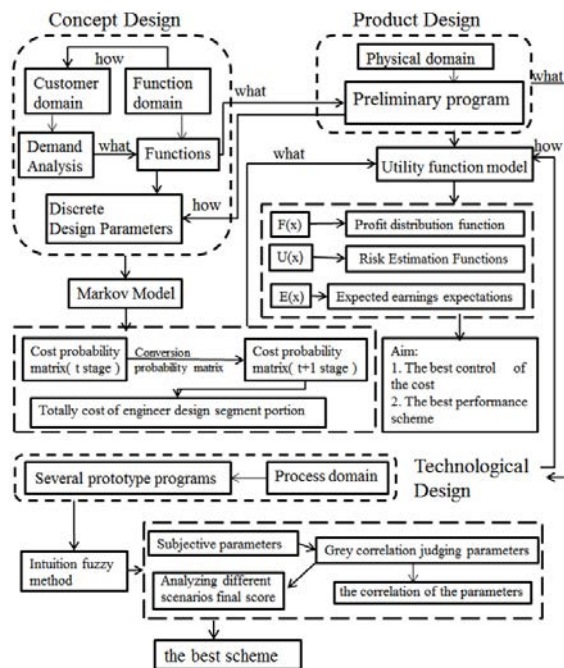 Concept Design
Product Design
how
Customer
domain
Function
domain
what
Physical domain
what
Preliminary program
Demand
Analysis
what
Functions
what
how
Utility function model
how
Discrete
Design Parameters
F(x)
Profit distribution function
U(x)
Risk Estimation Functions
E(x)
Expected earnings expectations
Markov Model
Cost probability
matrix( t stage )
Conversion
probability matrix
Cost probability
matrix( t+1 stage )
Totally cost of engineer design segment portion
Aim:
1. The best control of
the cost
2. The best performance
scheme
Several prototype programs
Process domain
Technological
Design
Intuition fuzzy
method
Subjective parameters
Grey correlation judging parameters
Analyzing different
scenarios final score
the correlation of the parameters
the best scheme